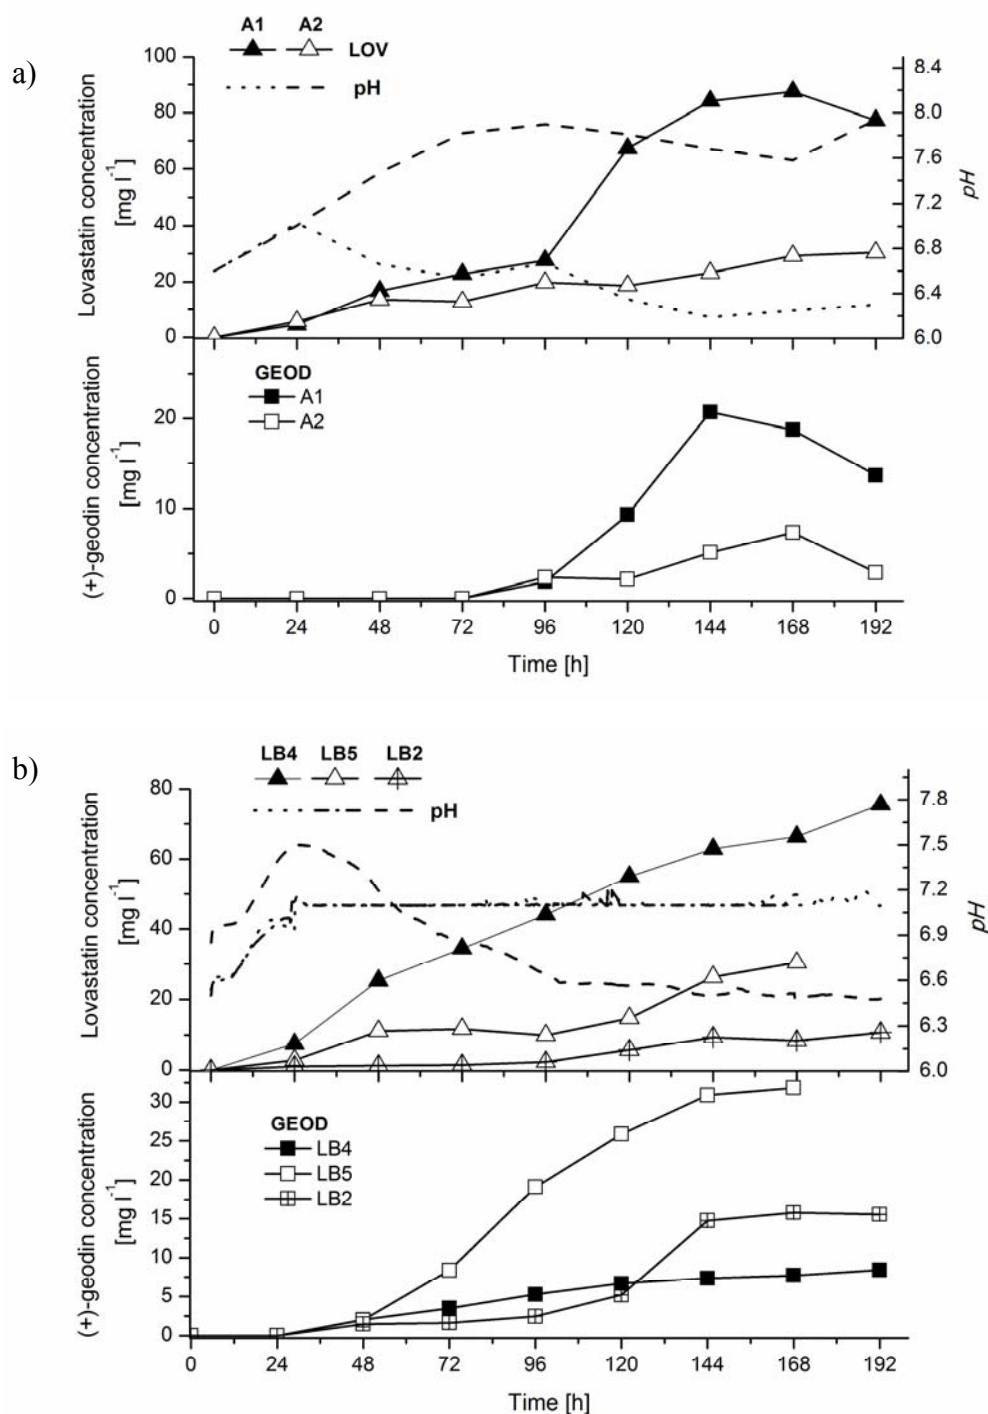 a)
A1 A2
LOV
pH
100
80
60
40
20
0
Lovastatin concentration
[mg l⁻¹]
8.4
8.0
7.6
7.2
6.8
6.4
6.0
pH
GEOD
A1
A2
20
10
0
(+)-geodin concentration
[mg l⁻¹]
0 24 48 72 96 120 144 168 192
Time [h]
b)
LB4 LB5 LB2
pH
80
60
40
20
0
Lovastatin concentration
[mg l⁻¹]
7.8
7.5
7.2
6.9
6.6
6.3
6.0
pH
GEOD
LB4
LB5
LB2
30
25
20
15
10
5
0
(+)-geodin concentration
[mg l⁻¹]
0 24 48 72 96 120 144 168 192
Time [h]